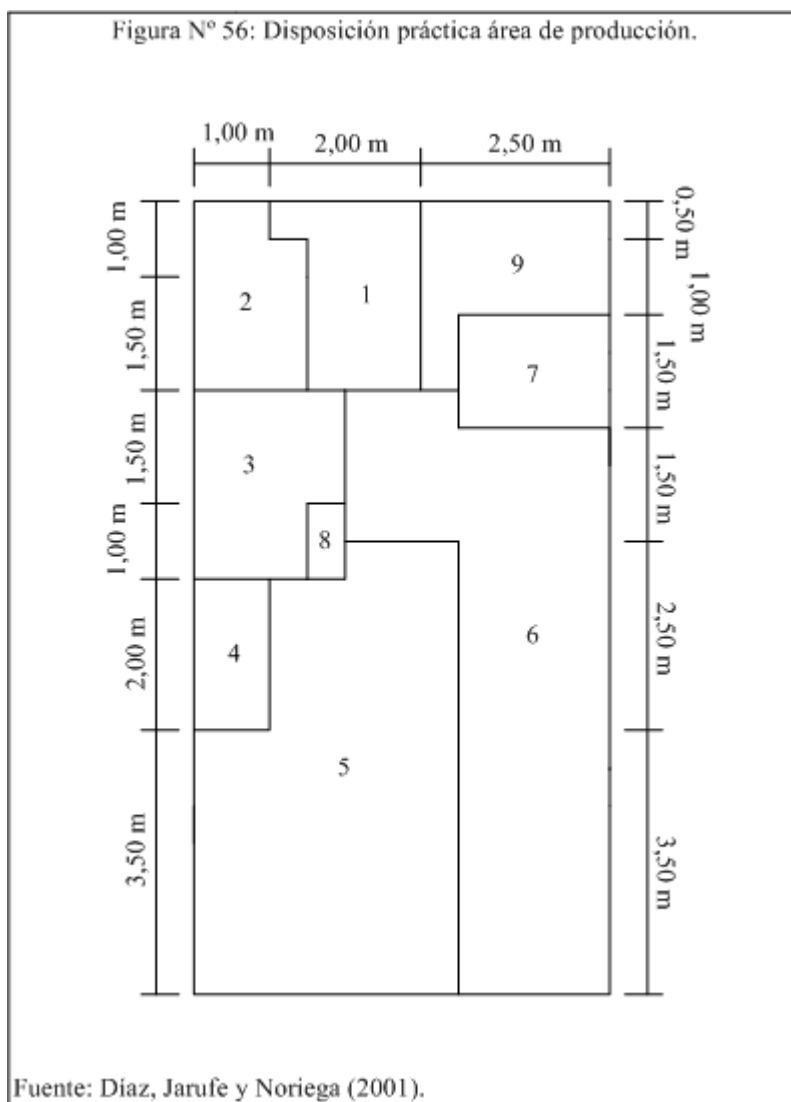 Figura Nº 56: Disposición práctica área de producción.
1,00 m
2,00 m
2,50 m
1,00 m
1,50 m
1,50 m
1,00 m
2,00 m
3,50 m
2
1
9
7
3
8
4
6
5
0,50 m
1,00 m
1,50 m
1,50 m
2,50 m
3,50 m
Fuente: Díaz, Jarufe y Noriega (2001).